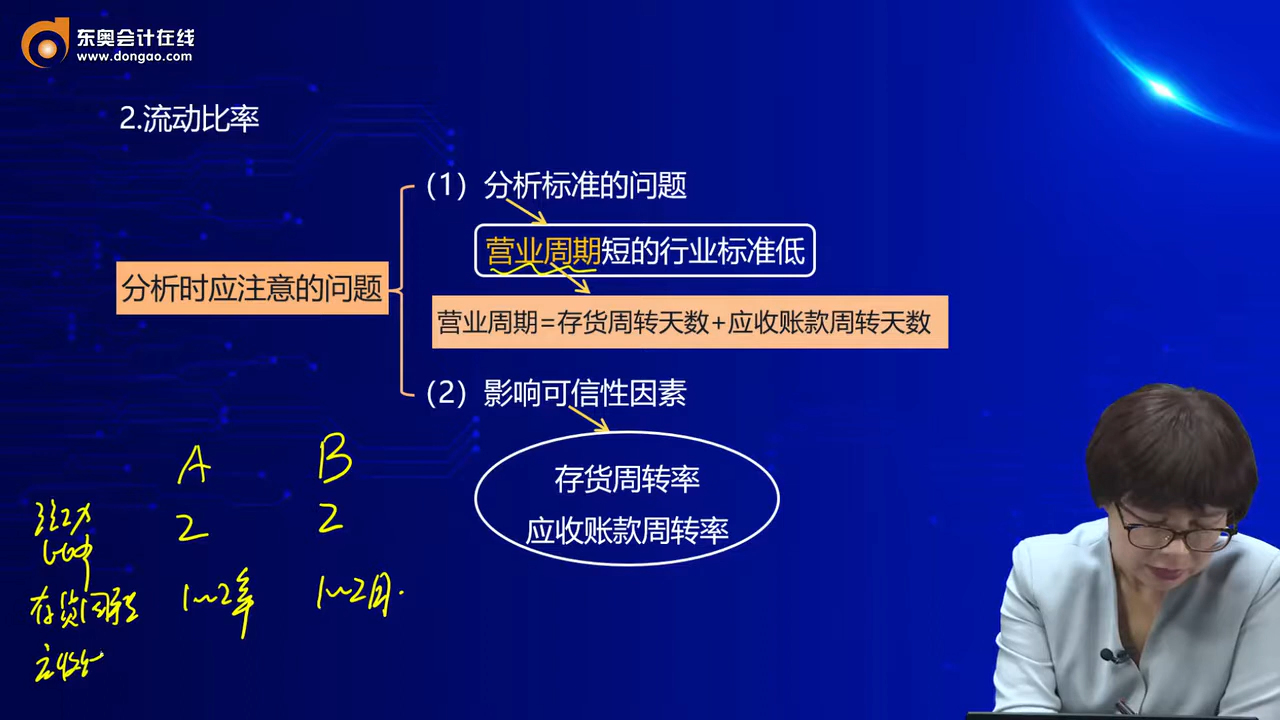 东奥会计在线
www.dongao.com
2.流动比率
(1) 分析标准的问题
营业周期短的行业标准低
分析时应注意的问题
营业周期=存货周转天数+应收账款周转天数
(2) 影响可信性因素
存货周转率
应收账款周转率
A B
2 2
存货周转 1~2年 1~2月.